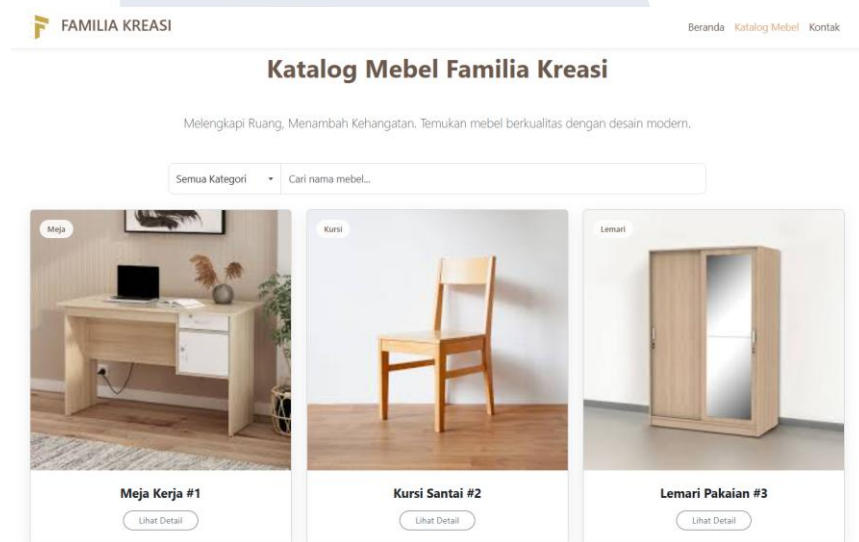 FAMILIA KREASI
Beranda Katalog Mebel Kontak
Katalog Mebel Familia Kreasi
Melengkapi Ruang, Menambah Kehangatan. Temukan mebel berkualitas dengan desain modern.
Semua Kategori Cari nama mebel...
Meja Kursi Lemari
Meja Kerja #1 Kursi Santai #2 Lemari Pakaian #3
Lihat Detail Lihat Detail Lihat Detail